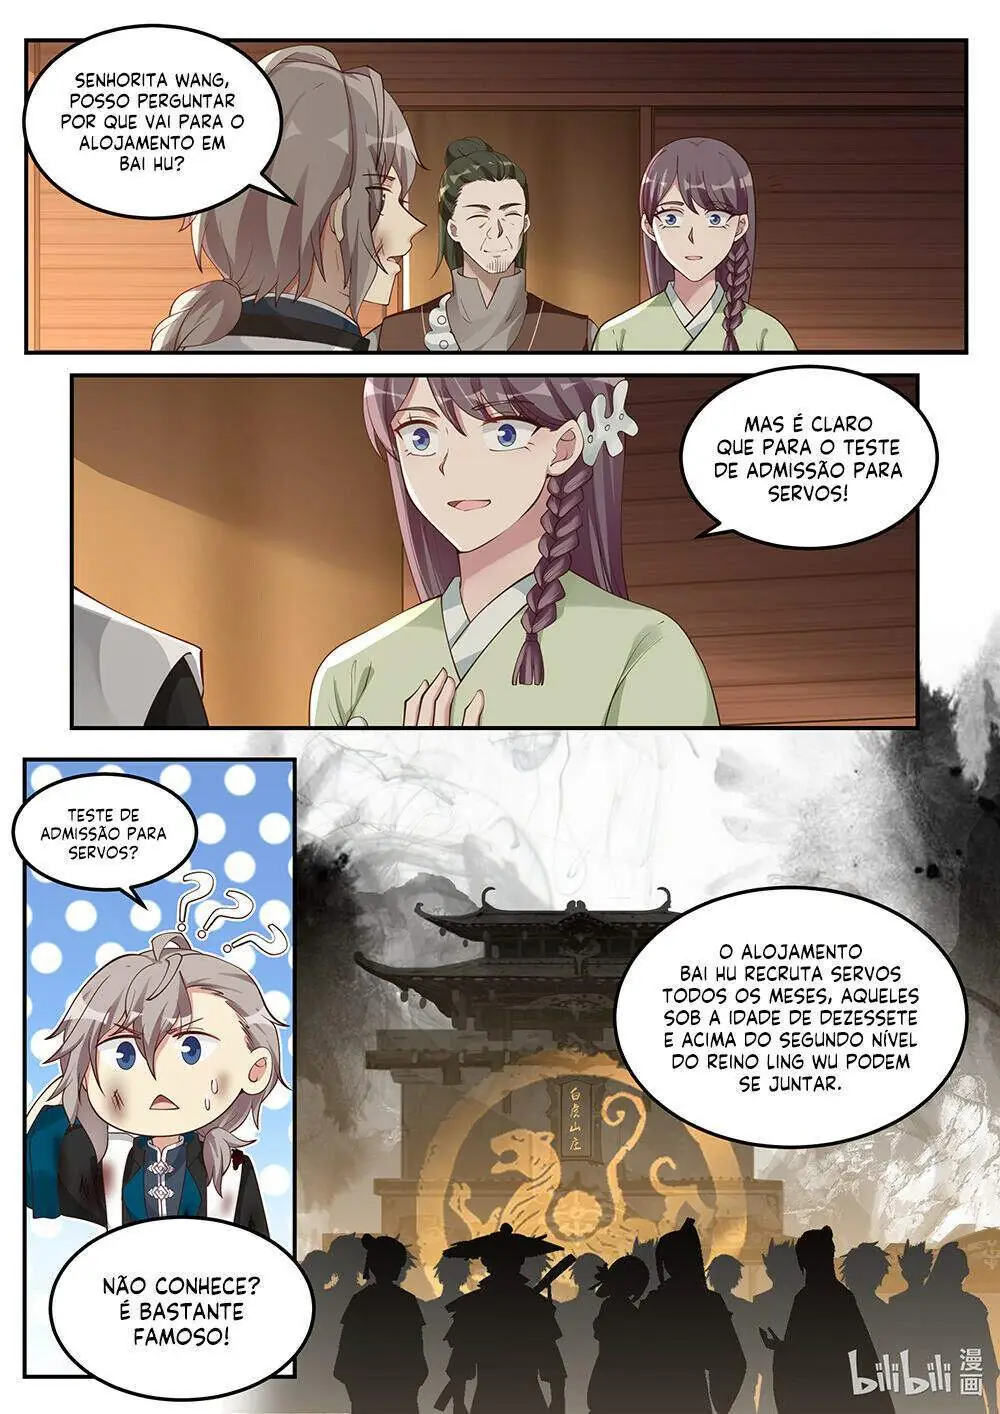 SENHORITA WANG,
POSSO PERGUNTAR
POR QUE VAI PARA O
ALOJAMENTO EM
BAI HU?
MAS É CLARO
QUE PARA O TESTE
DE ADMISSÃO PARA
SERVOS!
TESTE DE
ADMISSÃO PARA
SERVOS?
???
O ALOJAMENTO
BAI HU RECRUTA SERVOS
TODOS OS MESES, AQUELES
SOB A IDADE DE DEZESSETE
E ACIMA DO SEGUNDO NÍVEL
DO REINO LING WU PODEM
SE JUNTAR.
白虎山庄
NÃO CONHECE?
É BASTANTE
FAMOSO!
bilibili 漫画